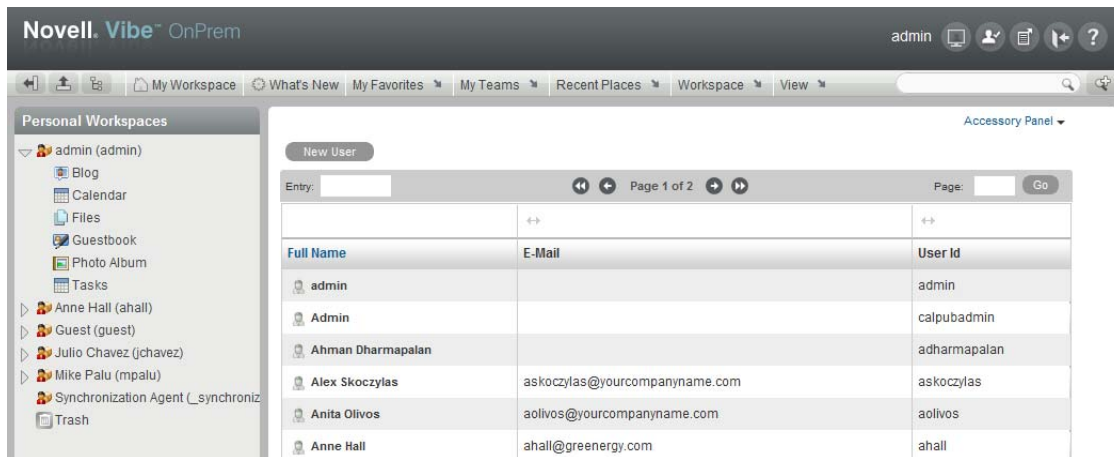 Novell. Vibe™ OnPrem
admin
?
My Workspace What's New My Favorites My Teams Recent Places Workspace View
Personal Workspaces
admin (admin)
Blog
Calendar
Files
Guestbook
Photo Album
Tasks
Anne Hall (ahall)
Guest (guest)
Julio Chavez (jchavez)
Mike Palu (mpalu)
Synchronization Agent (_synchroniz
Trash
Accessory Panel
New User
Entry: Page 1 of 2 Page: Go
Full Name E-Mail User Id
admin admin
Admin calpubadmin
Ahman Dharmapalan adharmapalan
Alex Skoczylas askoczylas@yourcompanyname.com askoczylas
Anita Olivos aolivos@yourcompanyname.com aolivos
Anne Hall ahall@greenergy.com ahall